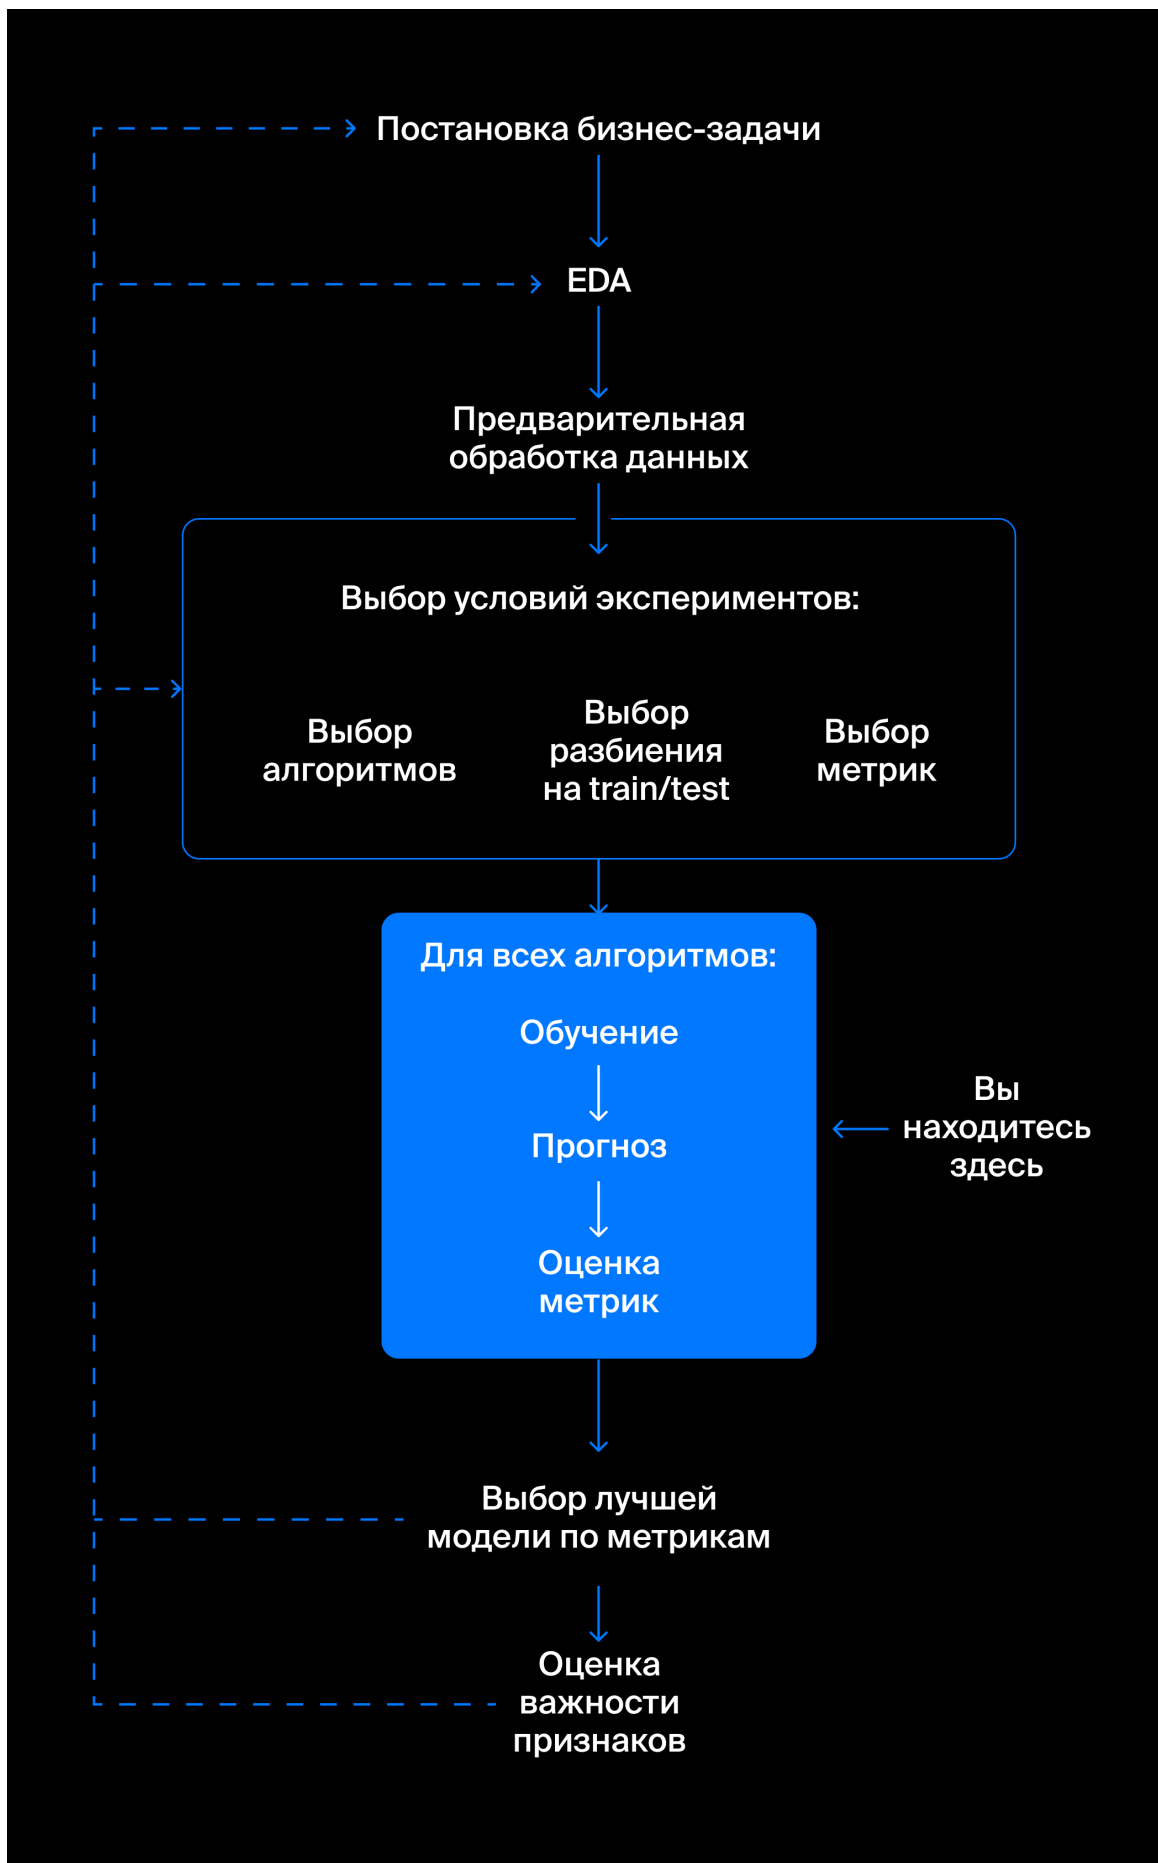 Постановка бизнес-задачи
EDA
Предварительная
обработка данных
Выбор условий экспериментов:
Выбор
алгоритмов
Выбор
разбиения
на train/test
Выбор
метрик
Для всех алгоритмов:
Обучение
Прогноз
Оценка
метрик
Вы
находитесь
здесь
Выбор лучшей
модели по метрикам
Оценка
важности
признаков